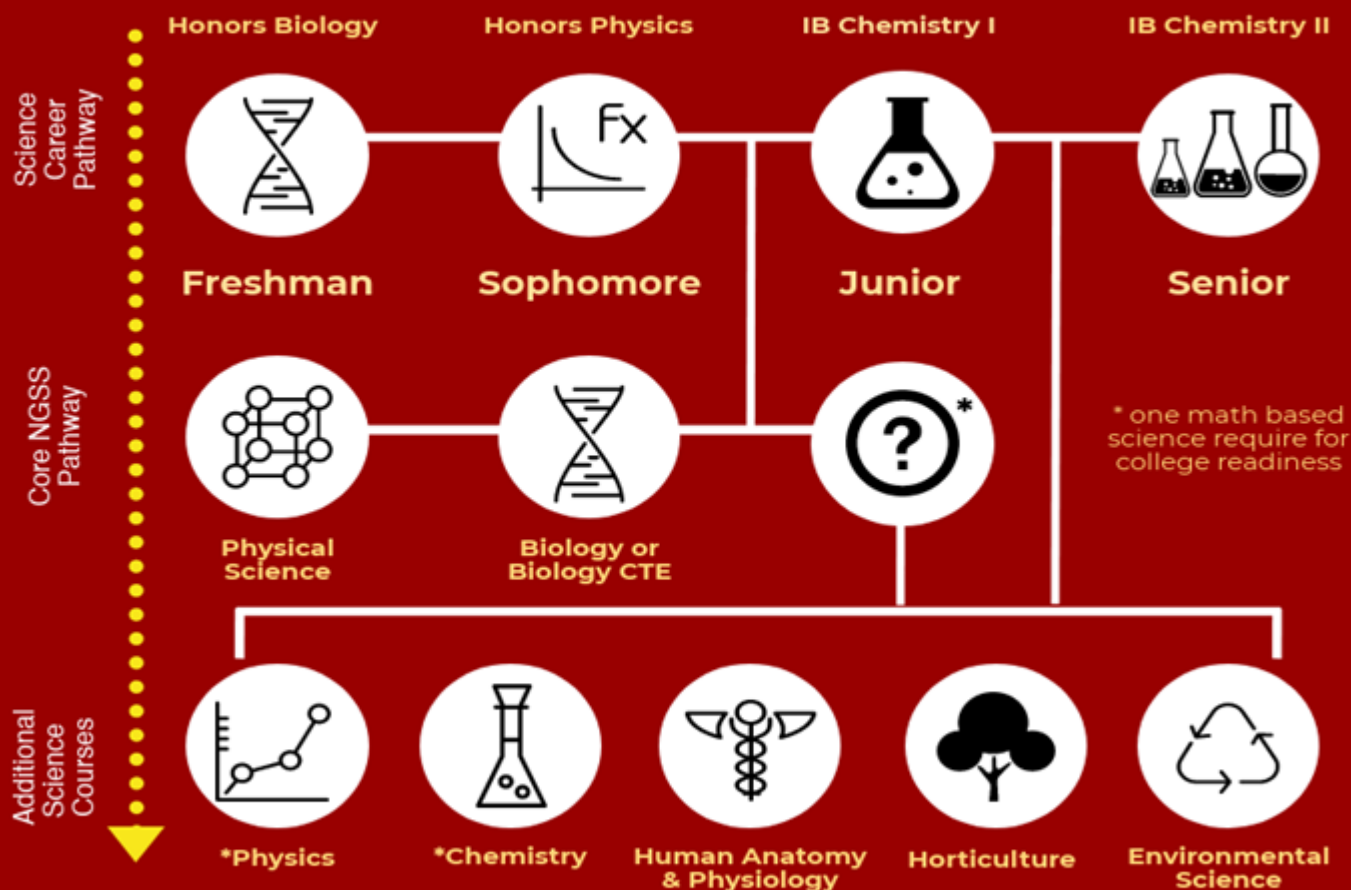 Honors Biology
Honors Physics
IB Chemistry I
IB Chemistry II
Science
Career
Pathway
Fx
Freshman
Sophomore
Junior
Senior
Core NGSS
Pathway
? *
* one math based
science require for
college readiness
Physical
Science
Biology or
Biology CTE
Additional
Science
Courses
*Physics
*Chemistry
Human Anatomy
& Physiology
Horticulture
Environmental
Science